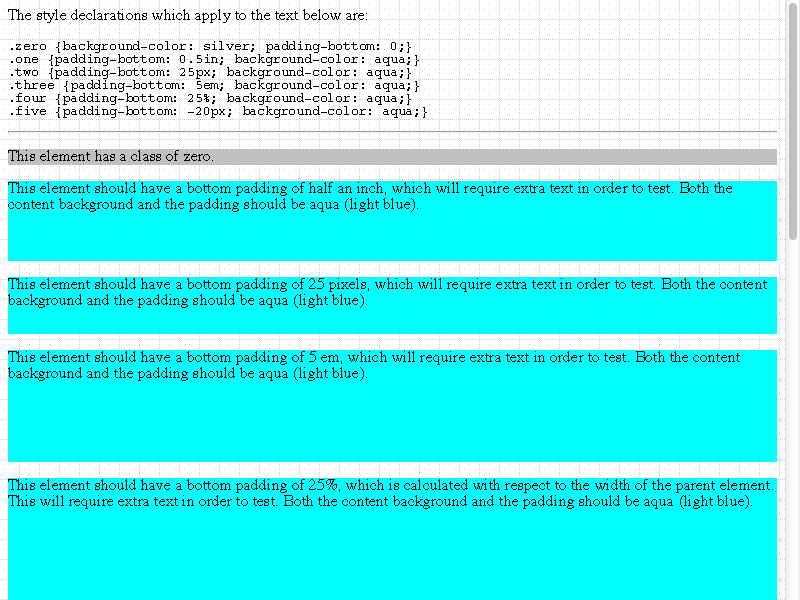 The style declarations which apply to the text below are:
.zero {background-color: silver; padding-bottom: 0;}
.one {padding-bottom: 0.5in; background-color: aqua;}
.two {padding-bottom: 25px; background-color: aqua;}
.three {padding-bottom: 5em; background-color: aqua;}
.four {padding-bottom: 25%; background-color: aqua;}
.five {padding-bottom: -20px; background-color: aqua;}
This element has a class of zero.
This element should have a bottom padding of half an inch, which will require extra text in order to test. Both the
content background and the padding should be aqua (light blue).
This element should have a bottom padding of 25 pixels, which will require extra text in order to test. Both the content
background and the padding should be aqua (light blue).
This element should have a bottom padding of 5 em, which will require extra text in order to test. Both the content
background and the padding should be aqua (light blue).
This element should have a bottom padding of 25%, which is calculated with respect to the width of the parent element.
This will require extra text in order to test. Both the content background and the padding should be aqua (light blue).